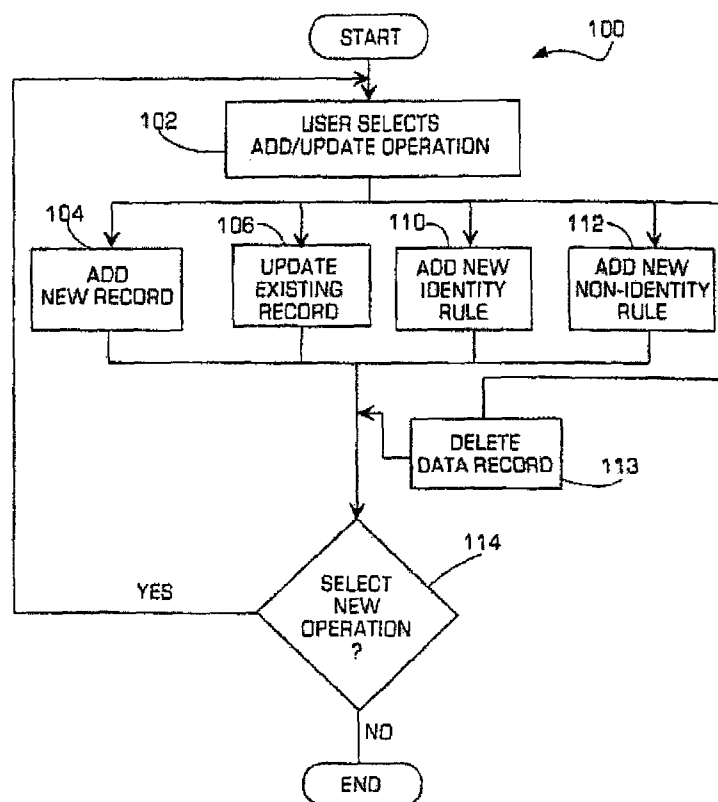 START
100
102
USER SELECTS
ADD/UPDATE OPERATION
104
106
110
112
ADD
NEW RECORD
UPDATE
EXISTING
RECORD
ADD NEW
IDENTITY
RULE
ADD NEW
NON-IDENTITY
RULE
DELETE
DATA RECORD
113
114
YES
SELECT
NEW
OPERATION
?
NO
END